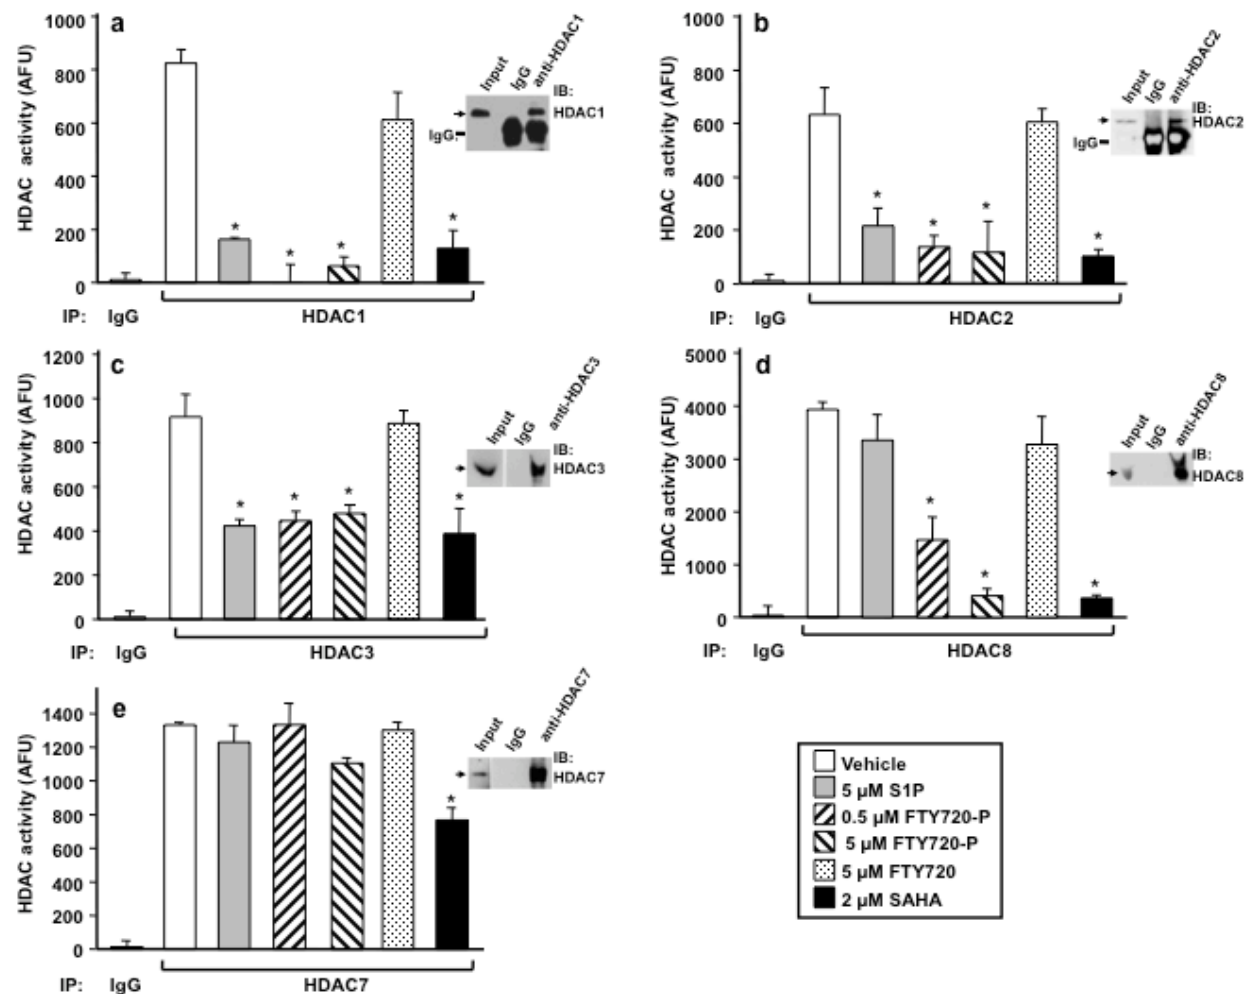 a
HDAC activity (AFU)
1000
800
600
400
200
0
*
*
*
*
Input
IgG
anti-HDAC1
IB:
HDAC1
IgG:
IP: IgG HDAC1
b
HDAC activity (AFU)
1000
800
600
400
200
0
*
*
*
*
Input
IgG
anti-HDAC2
IB:
HDAC2
IgG
IP: IgG HDAC2
c
HDAC activity (AFU)
1200
1000
800
600
400
200
0
*
*
*
*
Input
IgG
anti-HDAC3
IB:
HDAC3
IP: IgG HDAC3
d
HDAC activity (AFU)
5000
4000
3000
2000
1000
0
*
*
*
Input
IgG
anti-HDAC8
IB:
HDAC8
IP: IgG HDAC8
e
HDAC activity (AFU)
1400
1200
1000
800
600
400
200
0
*
Input
IgG
anti-HDAC7
IB:
HDAC7
IP: IgG HDAC7
Vehicle
5 µM S1P
0.5 µM FTY720-P
5 µM FTY720-P
5 µM FTY720
2 µM SAHA